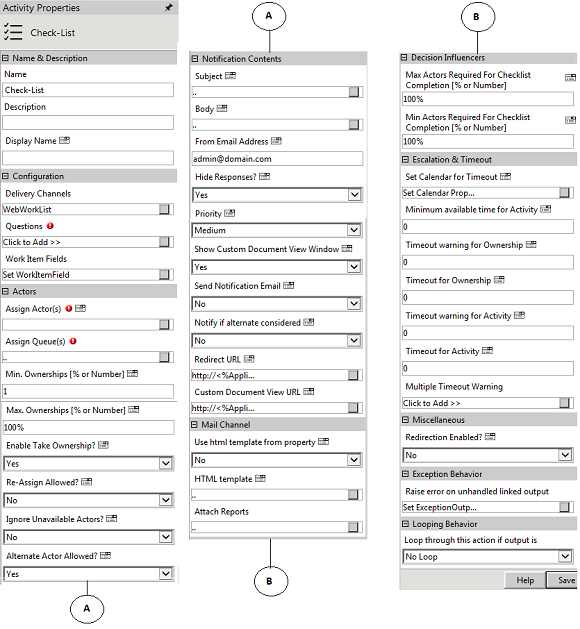 Activity Properties
Check-List
Name & Description
Name
Check-List
Description
Display Name
Configuration
Delivery Channels
WebWorkList
Questions
Click to Add >>
Work Item Fields
Set WorkItemField
Actors
Assign Actor(s)
Assign Queue(s)
..
Min. Ownerships [% or Number]
1
Max. Ownerships [% or Number]
100%
Enable Take Ownership?
Yes
Re-Assign Allowed?
No
Ignore Unavailable Actors?
No
Alternate Actor Allowed?
Yes
A
A
Notification Contents
Subject
..
Body
..
From Email Address
admin@domain.com
Hide Responses?
Yes
Priority
Medium
Show Custom Document View Window
Yes
Send Notification Email
No
Notify if alternate considered
No
Redirect URL
http://<%Appli...
Custom Document View URL
http://<%Appli...
Mail Channel
Use html template from property
No
HTML template
..
Attach Reports
..
B
B
Decision Influencers
Max Actors Required For Checklist
Completion [% or Number]
100%
Min Actors Required For Checklist
Completion [% or Number]
100%
Escalation & Timeout
Set Calendar for Timeout
Set Calendar Prop...
Minimum available time for Activity
0
Timeout warning for Ownership
0
Timeout for Ownership
0
Timeout warning for Activity
0
Timeout for Activity
0
Multiple Timeout Warning
Click to Add >>
Miscellaneous
Redirection Enabled?
No
Exception Behavior
Raise error on unhandled linked output
Set ExceptionOutp...
Looping Behavior
Loop through this action if output is
No Loop
Help Save